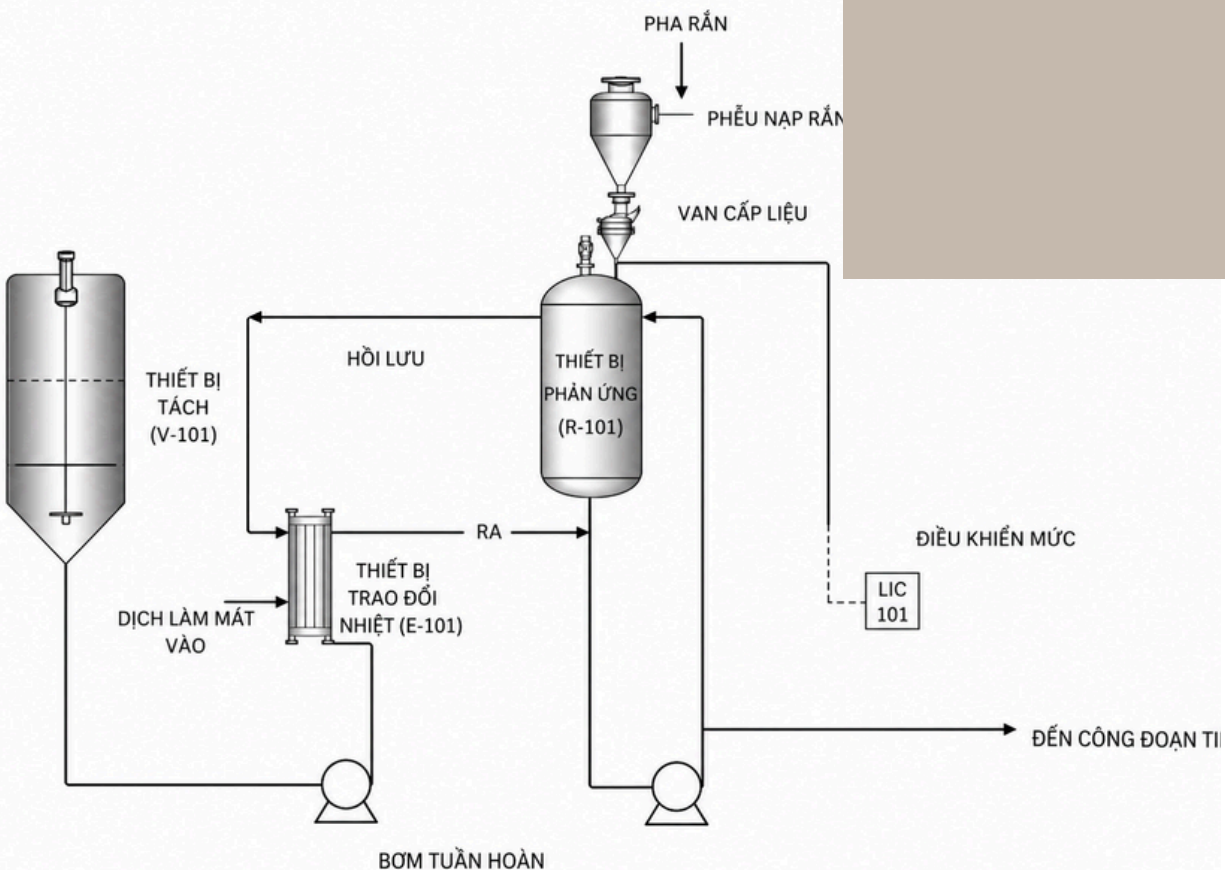 PHA RẮN
PHỄU NẠP RẮN
VAN CẤP LIỆU
HỒI LƯU
THIẾT BỊ
PHẢN ỨNG
(R-101)
THIẾT BỊ
TÁCH
(V-101)
RA
ĐIỀU KHIỂN MỨC
THIẾT BỊ
TRAO ĐỔI
NHIỆT (E-101)
DỊCH LÀM MÁT
VÀO
LIC
101
ĐẾN CÔNG ĐOẠN
BƠM TUẦN HOÀN